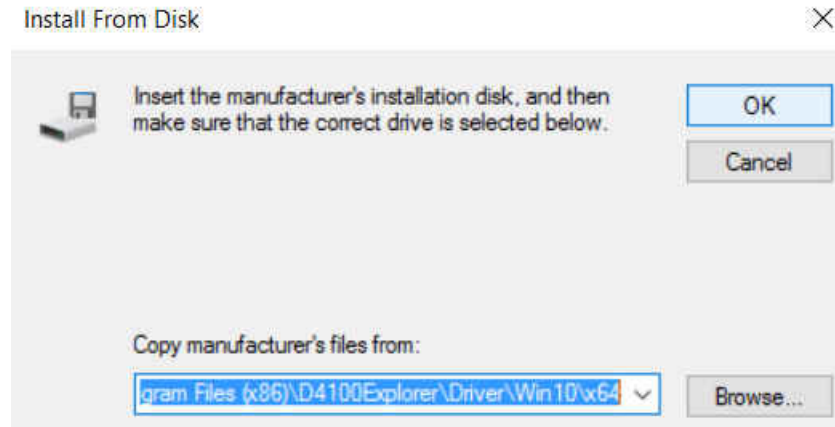 Install From Disk
Insert the manufacturer's installation disk, and then
make sure that the correct drive is selected below.
OK
Cancel
Copy manufacturer's files from:
gram Files (x86)\D4100Explorer\Driver\Win10\x64
Browse...